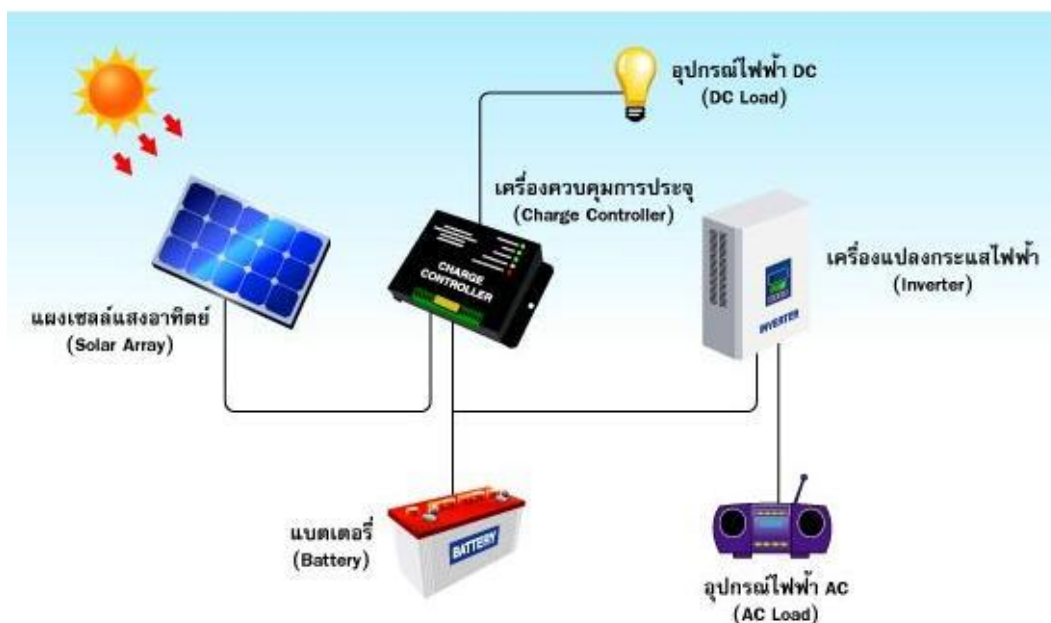 อุปกรณ์ไฟฟ้า DC
(DC Load)
เครื่องควบคุมการประจุ
(Charge Controller)
CHARGE
CONTROLLER
เครื่องแปลงกระแสไฟฟ้า
(Inverter)
INVERTER
แผงเซลล์แสงอาทิตย์
(Solar Array)
แบตเตอรี่
(Battery)
BATTERY
อุปกรณ์ไฟฟ้า AC
(AC Load)